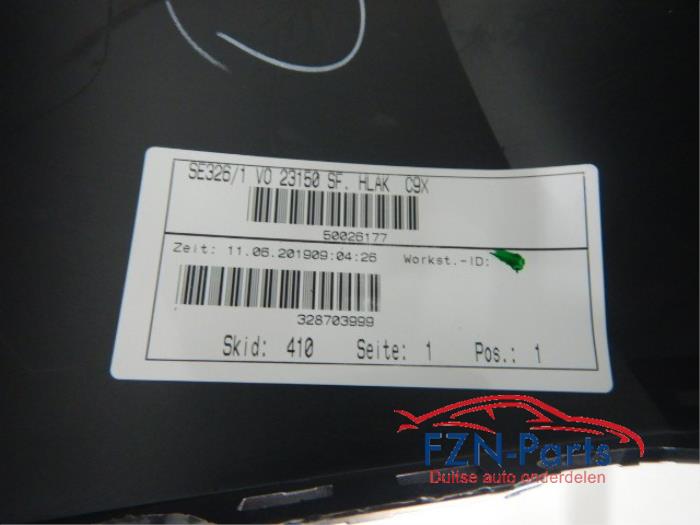 SE326/1 VO 23150 SF. HLAK C9X
50026177
Zeit: 11.06.201909:04:26 Workst.-ID:
328703999
Skid: 410 Seite: 1 Pos.: 1
FZN-Parts
Duitse auto onderdelen